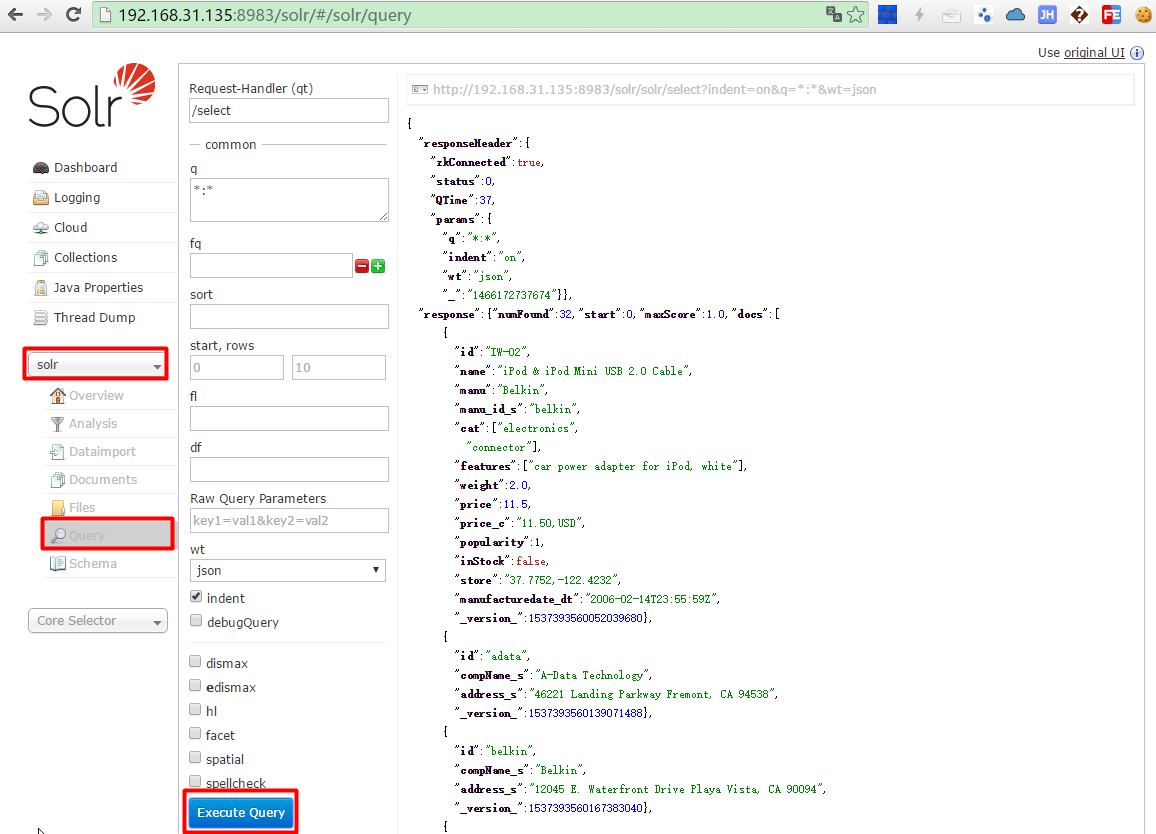 192.168.31.135:8983/solr/#/solr/query
JH
FE
Use original UI
Solr
Dashboard
Logging
Cloud
Collections
Java Properties
Thread Dump
solr
Overview
Analysis
Dataimport
Documents
Files
Query
Schema
Core Selector
Request-Handler (qt)
/select
common
q
*:*
fq
sort
start, rows
0
10
fl
df
Raw Query Parameters
key1=val1&key2=val2
wt
json
indent
debugQuery
dismax
edismax
hl
facet
spatial
spellcheck
Execute Query
http://192.168.31.135:8983/solr/solr/select?indent=on&q=*:*&wt=json
{
"responseHeader":{
"zkConnected":true,
"status":0,
"QTime":37,
"params":{
"q":"*:*",
"indent":"on",
"wt":"json",
"_":"1466172737674"}},
"response":{"numFound":32,"start":0,"maxScore":1.0,"docs":[
{
"id":"IW-02",
"name":"iPod & iPod Mini USB 2.0 Cable",
"manu":"Belkin",
"manu_id_s":"belkin",
"cat":["electronics",
"connector"],
"features":["car power adapter for iPod, white"],
"weight":2.0,
"price":11.5,
"price_c":"11.50,USD",
"popularity":1,
"inStock":false,
"store":"37.7752,-122.4232",
"manufacturedate_dt":"2006-02-14T23:55:59Z",
"_version_":1537393560052039680},
{
"id":"adata",
"compName_s":"A-Data Technology",
"address_s":"46221 Landing Parkway Fremont, CA 94538",
"_version_":1537393560139071488},
{
"id":"belkin",
"compName_s":"Belkin",
"address_s":"12045 E. Waterfront Drive Playa Vista, CA 90094",
"_version_":1537393560167383040},
{